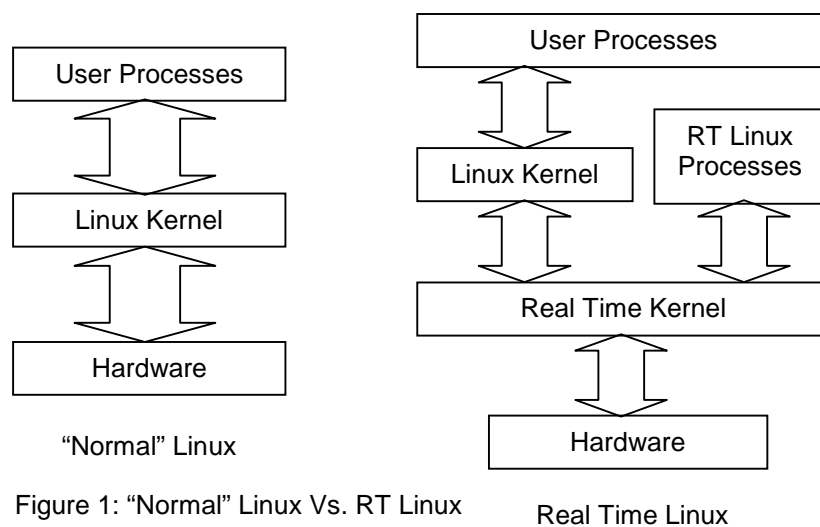 User Processes
Linux Kernel
Hardware
“Normal” Linux
User Processes
Linux Kernel
RT Linux
Processes
Real Time Kernel
Hardware
Real Time Linux
Figure 1: “Normal” Linux Vs. RT Linux